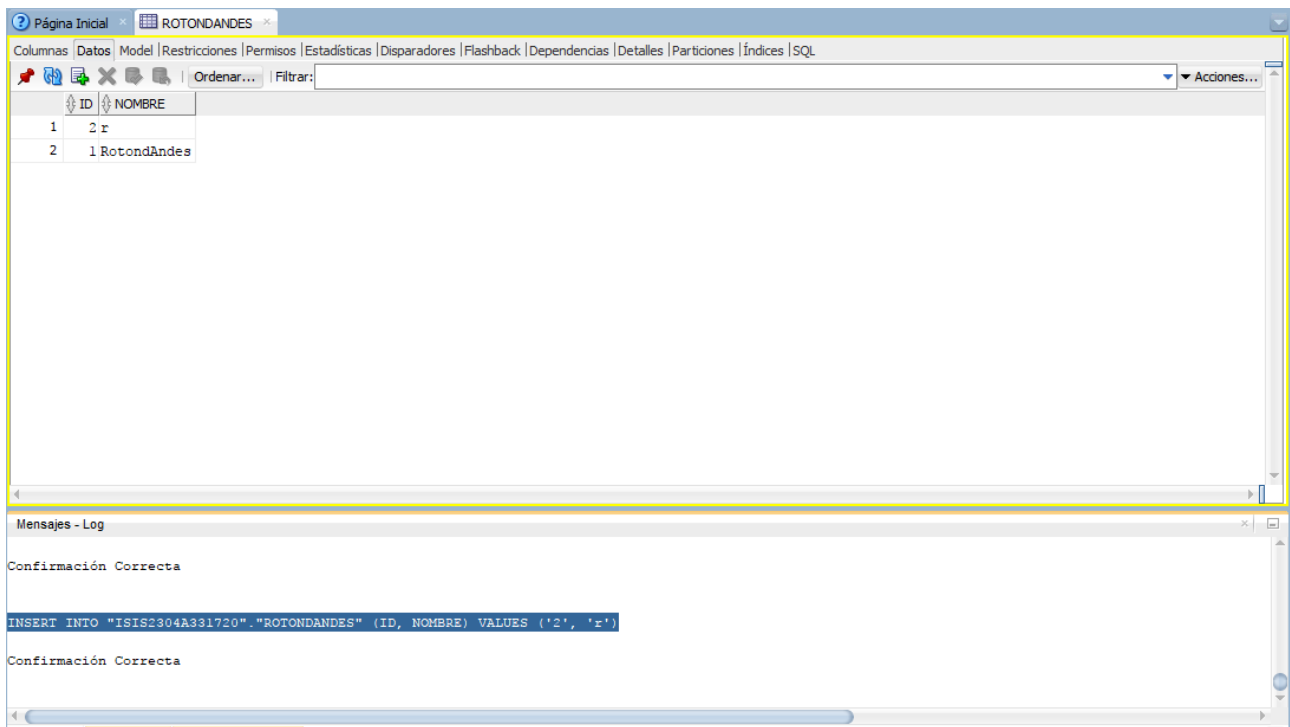 Página Inicial ROTONDANDES
Columnas Datos Model Restricciones Permisos Estadísticas Disparadores Flashback Dependencias Detalles Particiones Índices SQL
Ordenar... Filtrar: Acciones...
ID NOMBRE
1 2 r
2 1 RotondAndes
Mensajes - Log
Confirmación Correcta
INSERT INTO "ISIS2304A331720"."ROTONDANDES" (ID, NOMBRE) VALUES ('2', 'r')
Confirmación Correcta